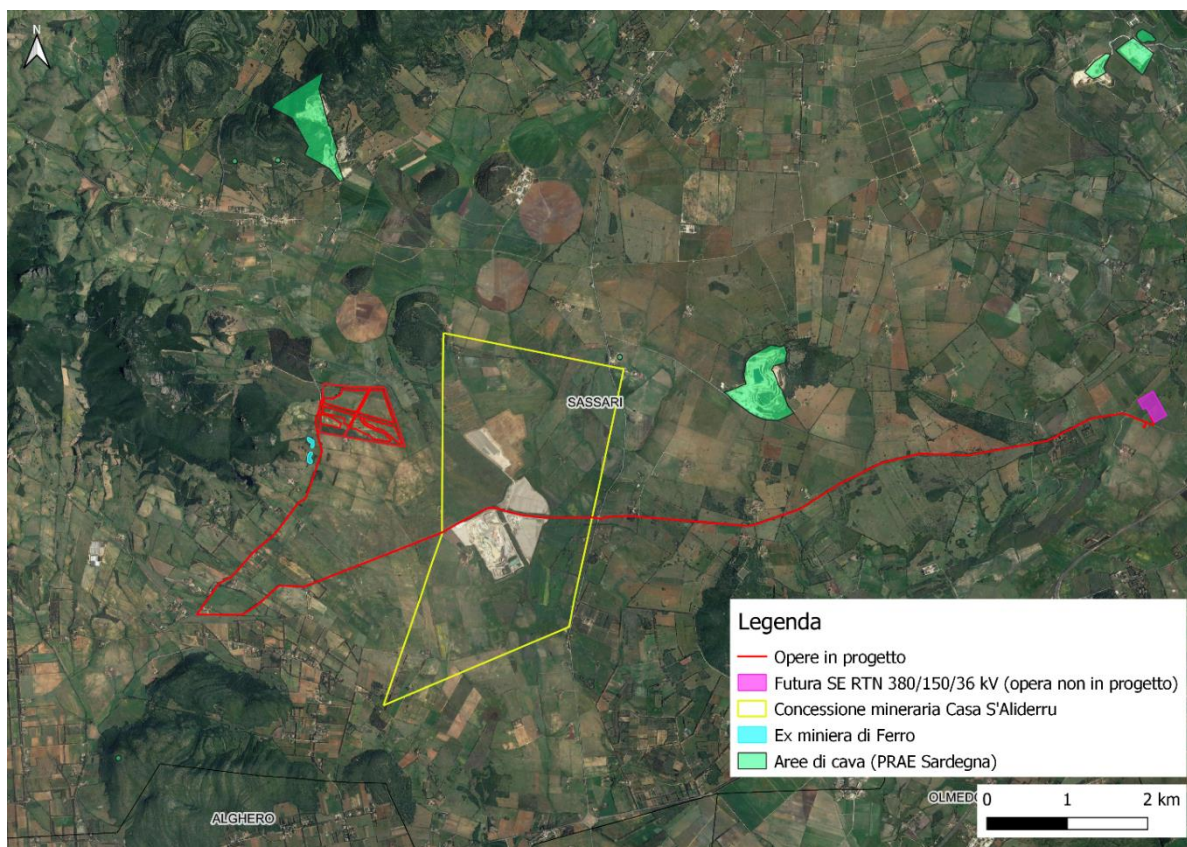 N
SASSARI
Legenda
Opere in progetto
Futura SE RTN 380/150/36 kV (opera non in progetto)
Concessione mineraria Casa S'Aliderru
Ex miniera di Ferro
Aree di cava (PRAE Sardegna)
OLMEDO
0 1 2 km
ALGHERO